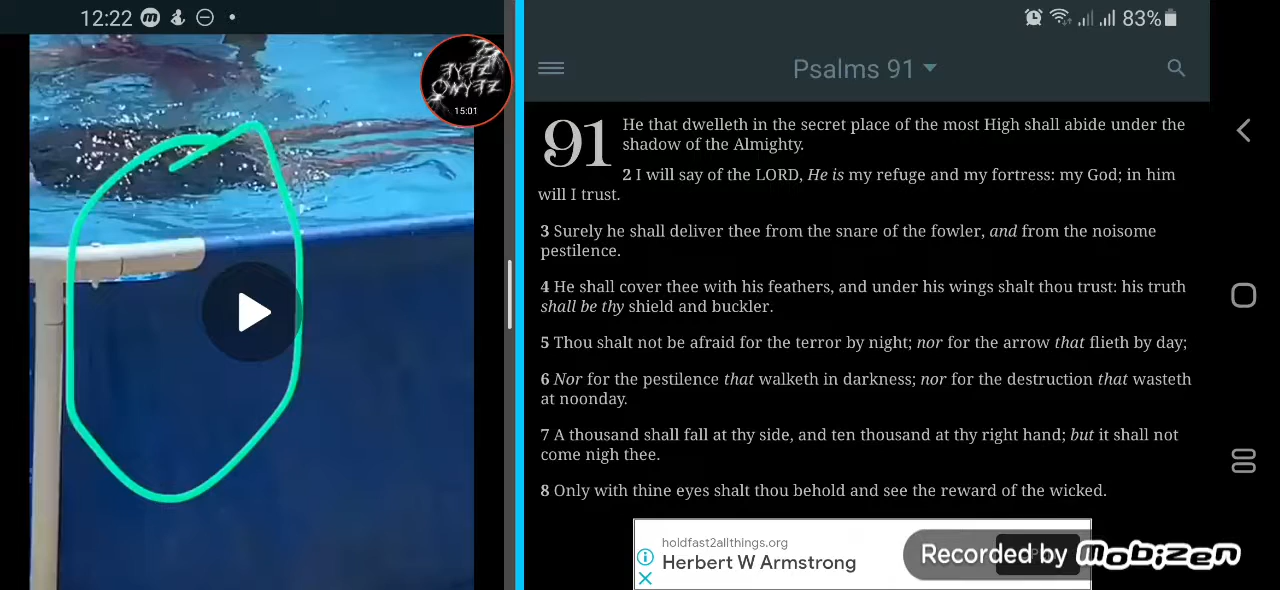 12:22
83%
15:01
Psalms 91
91 He that dwelleth in the secret place of the most High shall abide under the
shadow of the Almighty.
2 I will say of the LORD, He is my refuge and my fortress: my God; in him
will I trust.
3 Surely he shall deliver thee from the snare of the fowler, and from the noisome
pestilence.
4 He shall cover thee with his feathers, and under his wings shalt thou trust: his truth
shall be thy shield and buckler.
5 Thou shalt not be afraid for the terror by night; nor for the arrow that flieth by day;
6 Nor for the pestilence that walketh in darkness; nor for the destruction that wasteth
at noonday.
7 A thousand shall fall at thy side, and ten thousand at thy right hand; but it shall not
come nigh thee.
8 Only with thine eyes shalt thou behold and see the reward of the wicked.
holdfast2allthings.org
Herbert W Armstrong
Recorded by mobizen